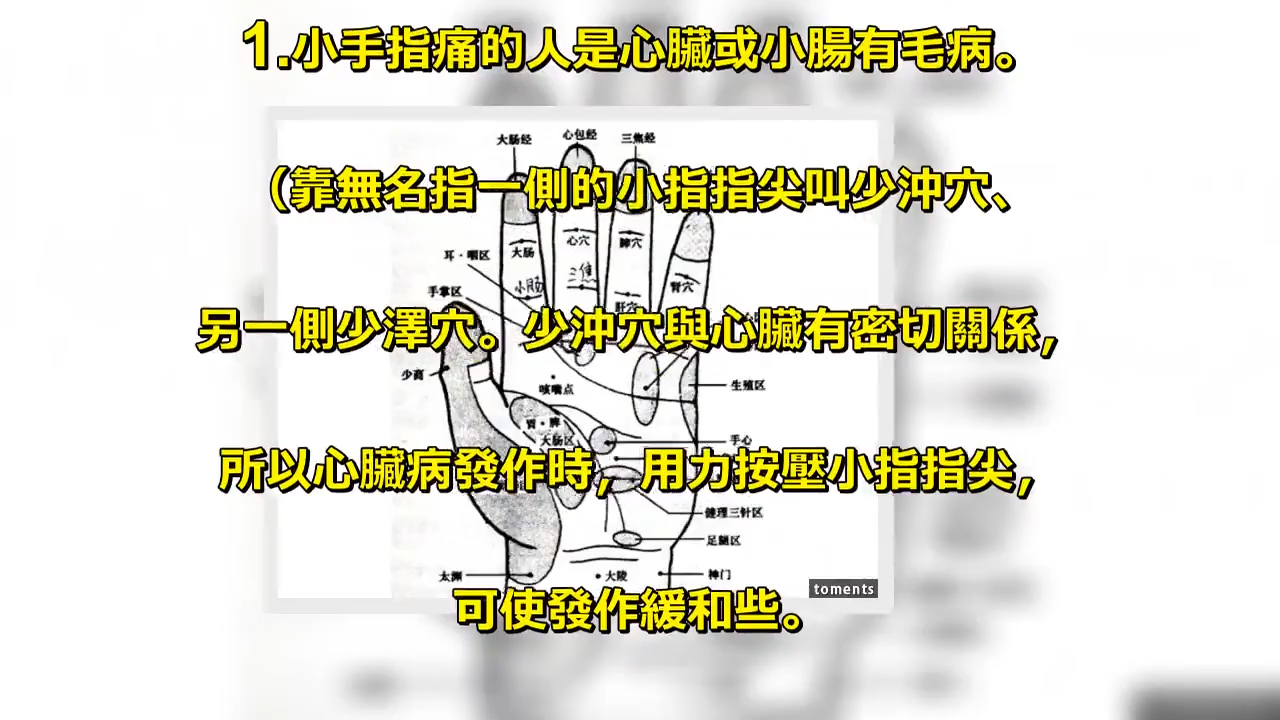 1.小手指痛的人是心臟或小腸有毛病。
大肠经
心包经
三焦经
（靠無名指一側的小指指尖叫少沖穴、
心穴
脾穴
大肠
耳·咽区
小肠
三焦
肾穴
手掌区
肝穴
另一側少澤穴。少沖穴與心臟有密切關係，
少商
咳喘点
生殖区
胃·脾
大肠区
手心
所以心臟病發作時，用力按壓小指指尖，
健理三针区
足腿区
太渊
大陵
神门
toments
可使發作緩和些。